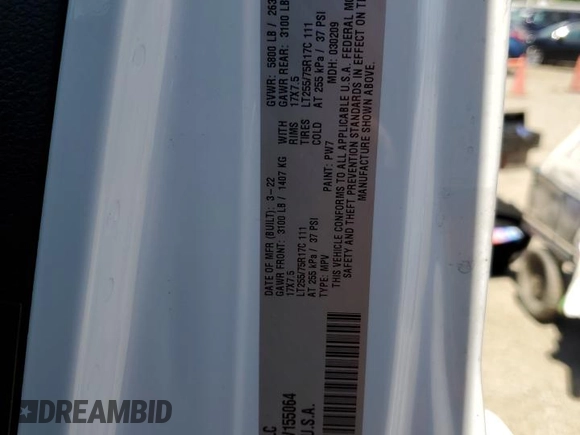 LC
155064
U.S.A.
DATE OF MFR (BUILT): 3-22 GVWR: 5800 LB / 263
GAWR FRONT: 3100 LB / 1407 KG WITH GAWR REAR: 3100 LB
17X7.5 RIMS 17X7.5
LT255/75R17C 111 TIRES LT255/75R17C 111
AT 255 kPa / 37 PSI COLD AT 255 kPa / 37 PSI
TYPE: MPV PAINT: PW7 MDH: 030209
THIS VEHICLE CONFORMS TO ALL APPLICABLE U.S.A. FEDERAL MO
SAFETY AND THEFT PREVENTION STANDARDS IN EFFECT ON T
MANUFACTURE SHOWN ABOVE.
DREAMBID